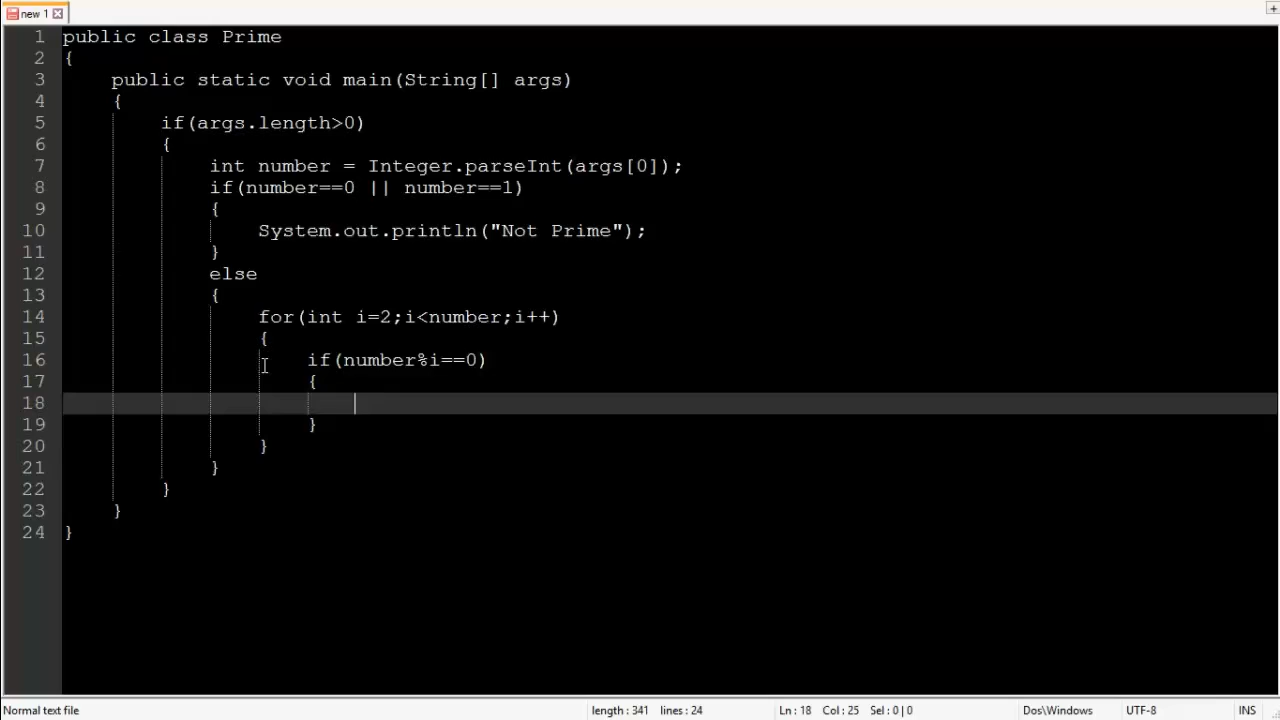 new 1
1 public class Prime
2 {
3 public static void main(String[] args)
4 {
5 if(args.length>0)
6 {
7 int number = Integer.parseInt(args[0]);
8 if(number==0 || number==1)
9 {
10 System.out.println("Not Prime");
11 }
12 else
13 {
14 for(int i=2;i<number;i++)
15 {
16 if(number%i==0)
17 {
18
19 }
20 }
21 }
22 }
23 }
24 }
Normal text file length : 341 lines : 24 Ln : 18 Col : 25 Sel : 0 | 0 Dos\Windows UTF-8 INS